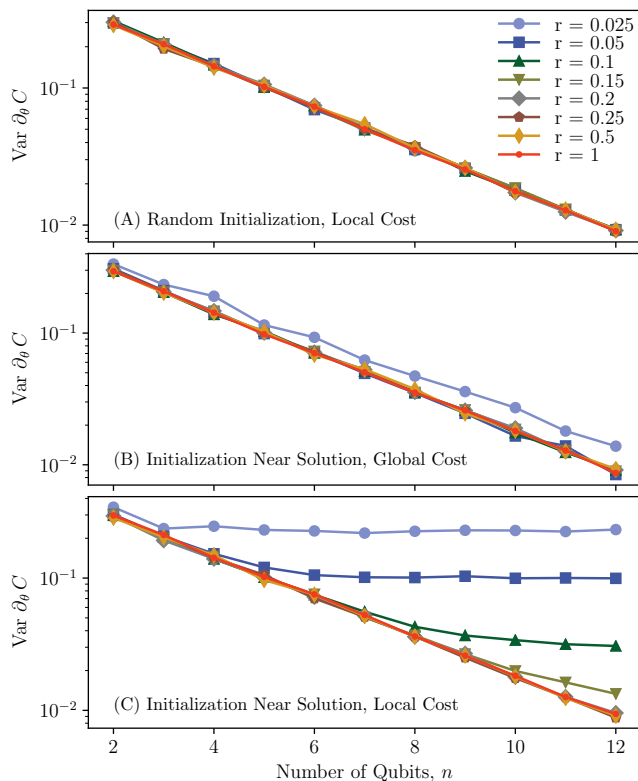 10⁻¹
10⁻²
Var ∂θ C
(A) Random Initialization, Local Cost
r = 0.025
r = 0.05
r = 0.1
r = 0.15
r = 0.2
r = 0.25
r = 0.5
r = 1
10⁻¹
10⁻²
Var ∂θ C
(B) Initialization Near Solution, Global Cost
10⁻¹
10⁻²
Var ∂θ C
(C) Initialization Near Solution, Local Cost
2 4 6 8 10 12
Number of Qubits, n